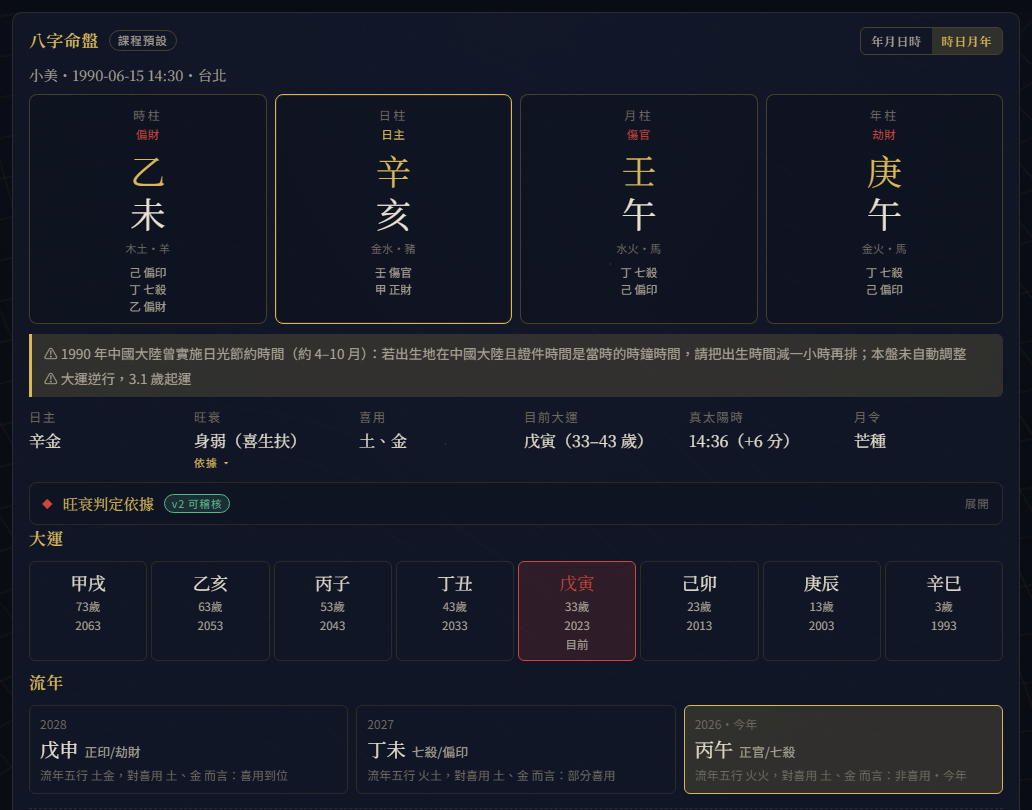 八字命盤 課程預設 年月日時 時日月年
小美・1990-06-15 14:30・台北
時柱
偏財
乙
未
木土・羊
己 偏印
丁 七殺
乙 偏財
日柱
日主
辛
亥
金水・豬
壬 傷官
甲 正財
月柱
傷官
壬
午
水火・馬
丁 七殺
己 偏印
年柱
劫財
庚
午
金火・馬
丁 七殺
己 偏印
⚠ 1990 年中國大陸曾實施日光節約時間（約 4–10 月）：若出生地在中國大陸且證件時間是當時的時鐘時間，請把出生時間減一小時再排；本盤未自動調整
⚠ 大運逆行，3.1 歲起運
日主
辛金
旺衰
身弱（喜生扶）
依據
喜用
土、金
目前大運
戊寅（33–43 歲）
真太陽時
14:36（+6 分）
月令
芒種
旺衰判定依據 v2 可稽核 展開
大運
甲戌
73歲
2063
乙亥
63歲
2053
丙子
53歲
2043
丁丑
43歲
2033
戊寅
33歲
2023
目前
己卯
23歲
2013
庚辰
13歲
2003
辛巳
3歲
1993
流年
2028
戊申 正印/劫財
流年五行 土金，對喜用 土、金 而言：喜用到位
2027
丁未 七殺/偏印
流年五行 火土，對喜用 土、金 而言：部分喜用
2026・今年
丙午 正官/七殺
流年五行 火火，對喜用 土、金 而言：非喜用・今年